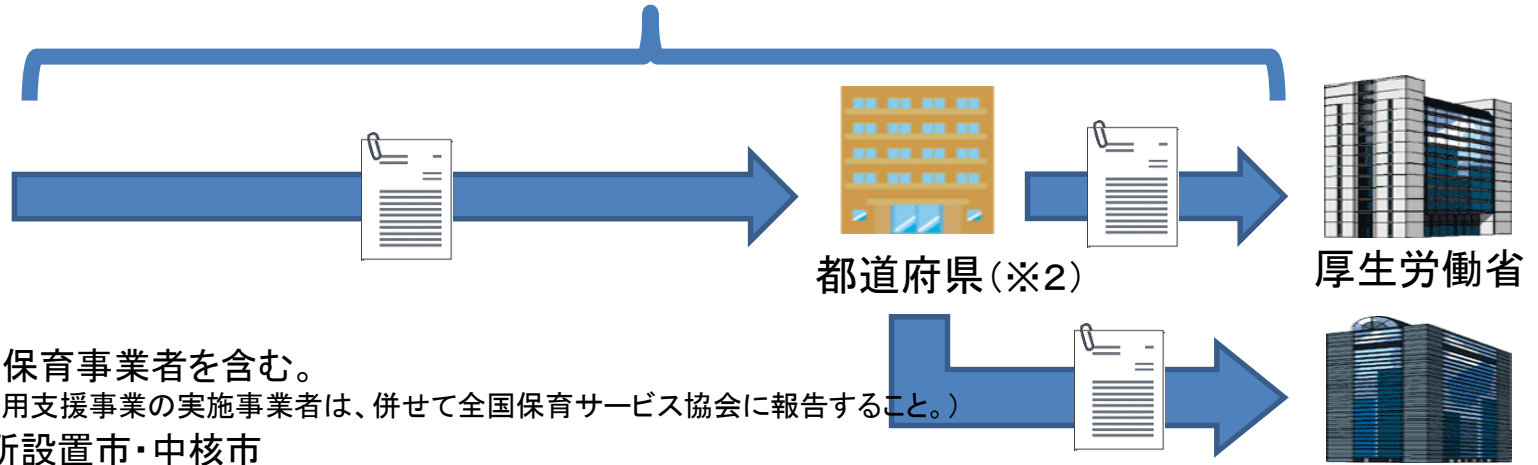 都道府県(※2)
厚生労働省
保育事業者を含む。
用支援事業の実施事業者は、併せて全国保育サービス協会に報告すること。)
所設置市・中核市